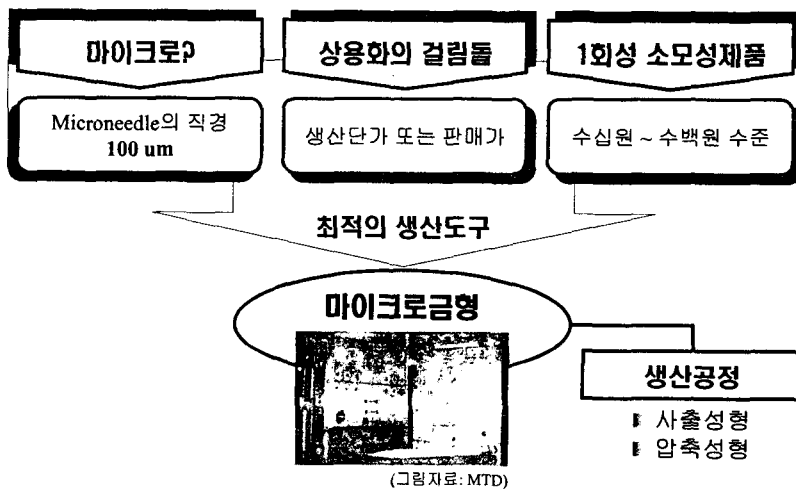 마이크로?
상용화의 걸림돌
1회성 소모성제품
Microneedle의 직경
100 um
생산단가 또는 판매가
수십원 ~ 수백원 수준
최적의 생산도구
마이크로금형
생산공정
사출성형
압축성형
(그림자료: MTD)